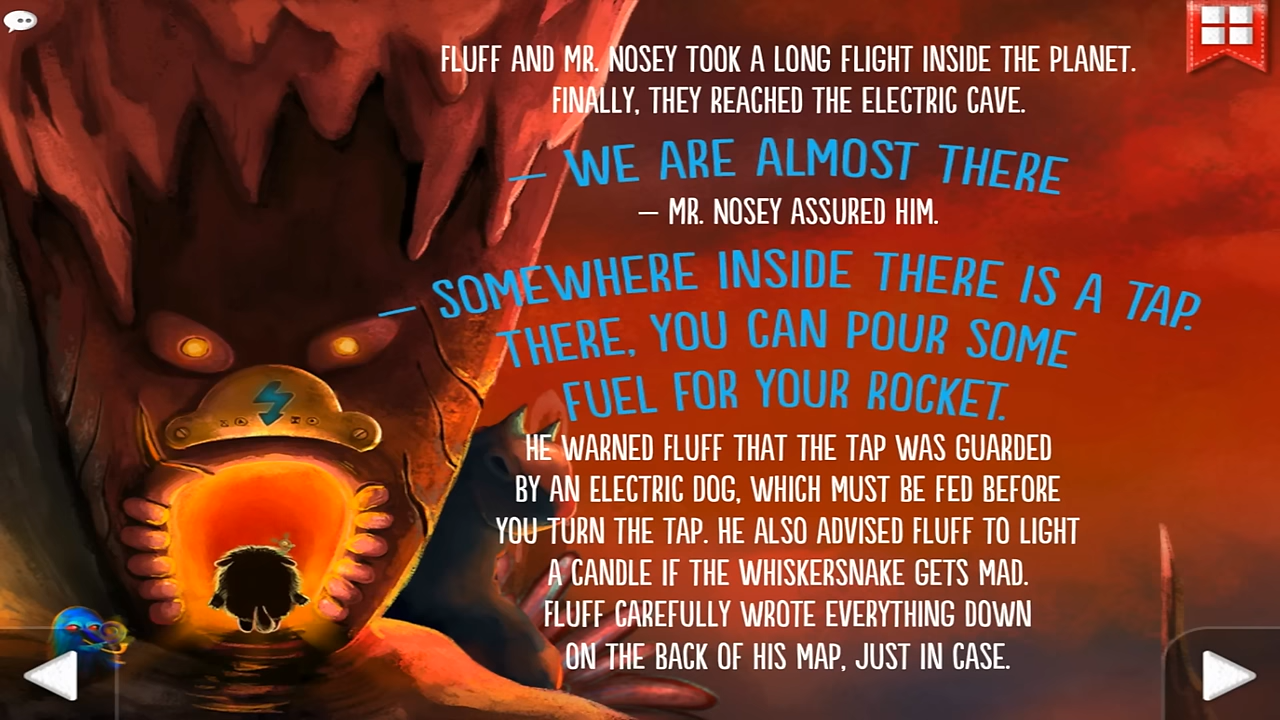 FLUFF AND MR. NOSEY TOOK A LONG FLIGHT INSIDE THE PLANET.
FINALLY, THEY REACHED THE ELECTRIC CAVE.
– WE ARE ALMOST THERE
– MR. NOSEY ASSURED HIM.
– SOMEWHERE INSIDE THERE IS A TAP.
THERE, YOU CAN POUR SOME
FUEL FOR YOUR ROCKET.
HE WARNED FLUFF THAT THE TAP WAS GUARDED
BY AN ELECTRIC DOG, WHICH MUST BE FED BEFORE
YOU TURN THE TAP. HE ALSO ADVISED FLUFF TO LIGHT
A CANDLE IF THE WHISKERSNAKE GETS MAD.
FLUFF CAREFULLY WROTE EVERYTHING DOWN
ON THE BACK OF HIS MAP, JUST IN CASE.